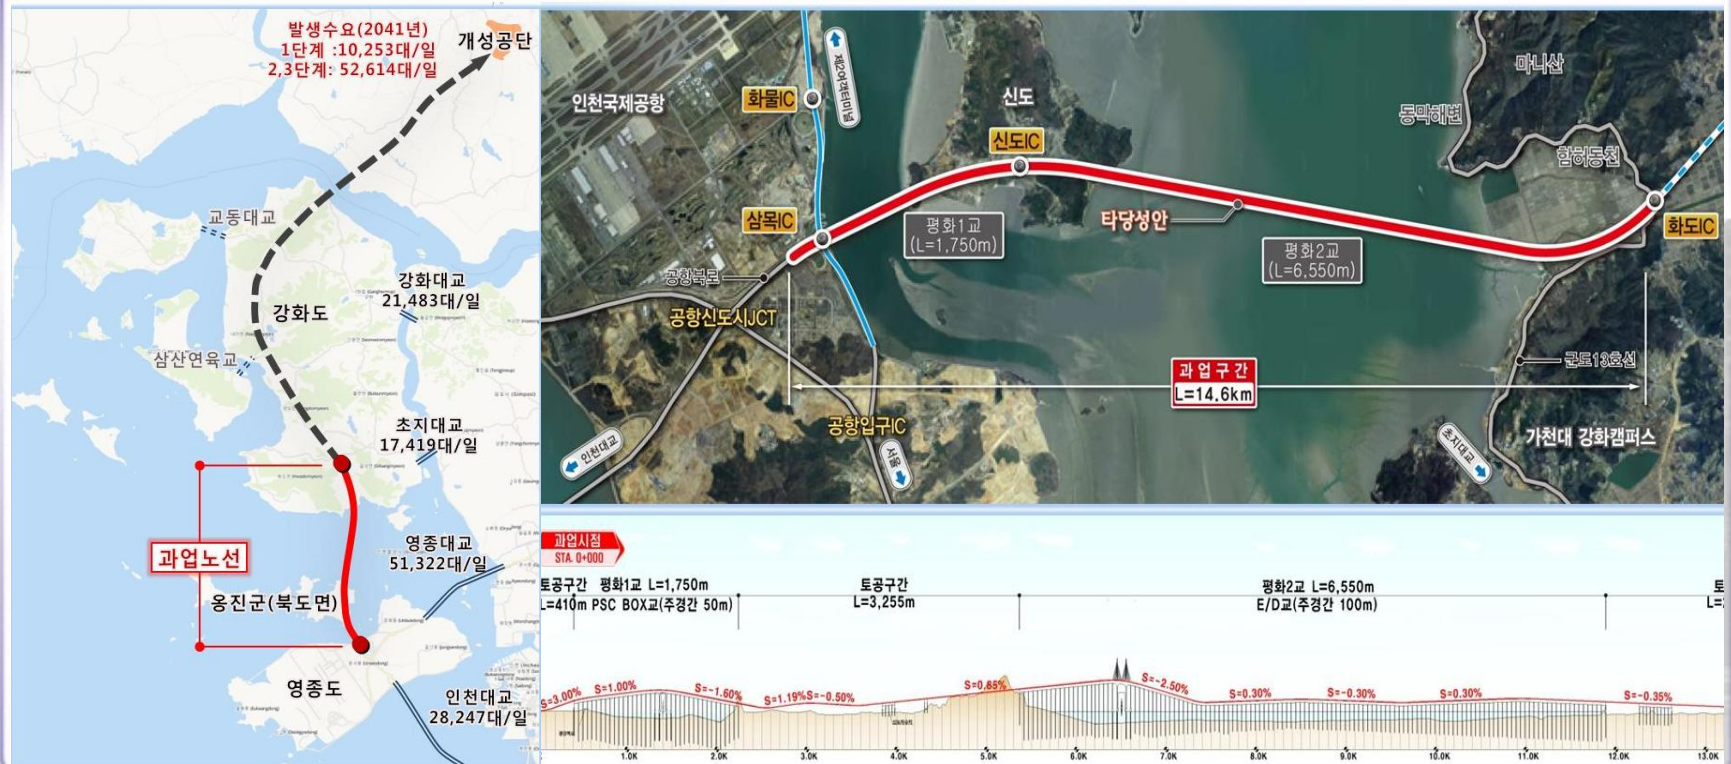 발생수요(2041년)
1단계 :10,253대/일
2,3단계: 52,614대/일
개성공단
교동대교
강화대교
21,483대/일
강화도
삼산연육교
초지대교
17,419대/일
과업노선
영종대교
51,322대/일
옹진군(북도면)
영종도
인천대교
28,247대/일
인천국제공항
화물IC
제2여객터미널
신도
신도IC
마니산
동막해변
함허동천
삼목IC
평화1교
(L=1,750m)
타당성안
평화2교
(L=6,550m)
화도IC
공항북로
공항신도시JCT
군도13호선
과업구간
L=14.6km
공항입구IC
인천대교
서울
초지대교
가천대 강화캠퍼스
과업시점
STA. 0+000
토공구간
L=410m
평화1교 L=1,750m
PSC BOX교(주경간 50m)
토공구간
L=3,255m
평화2교 L=6,550m
E/D교(주경간 100m)
S=3.00%
S=1.00%
S=-1.60%
S=1.19%
S=-0.50%
S=0.65%
S=-2.50%
S=0.30%
S=-0.30%
S=0.30%
S=-0.35%
1.0K
2.0K
3.0K
4.0K
5.0K
6.0K
7.0K
8.0K
9.0K
10.0K
11.0K
12.0K
13.0K